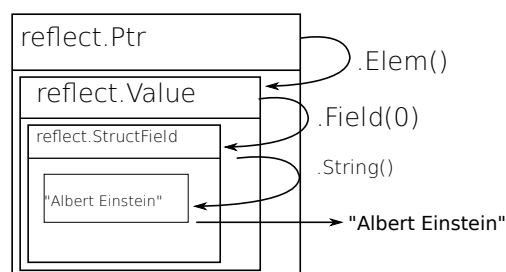 reflect.Ptr
.Elem()
reflect.Value
.Field(0)
reflect.StructField
.String()
"Albert Einstein"
"Albert Einstein"